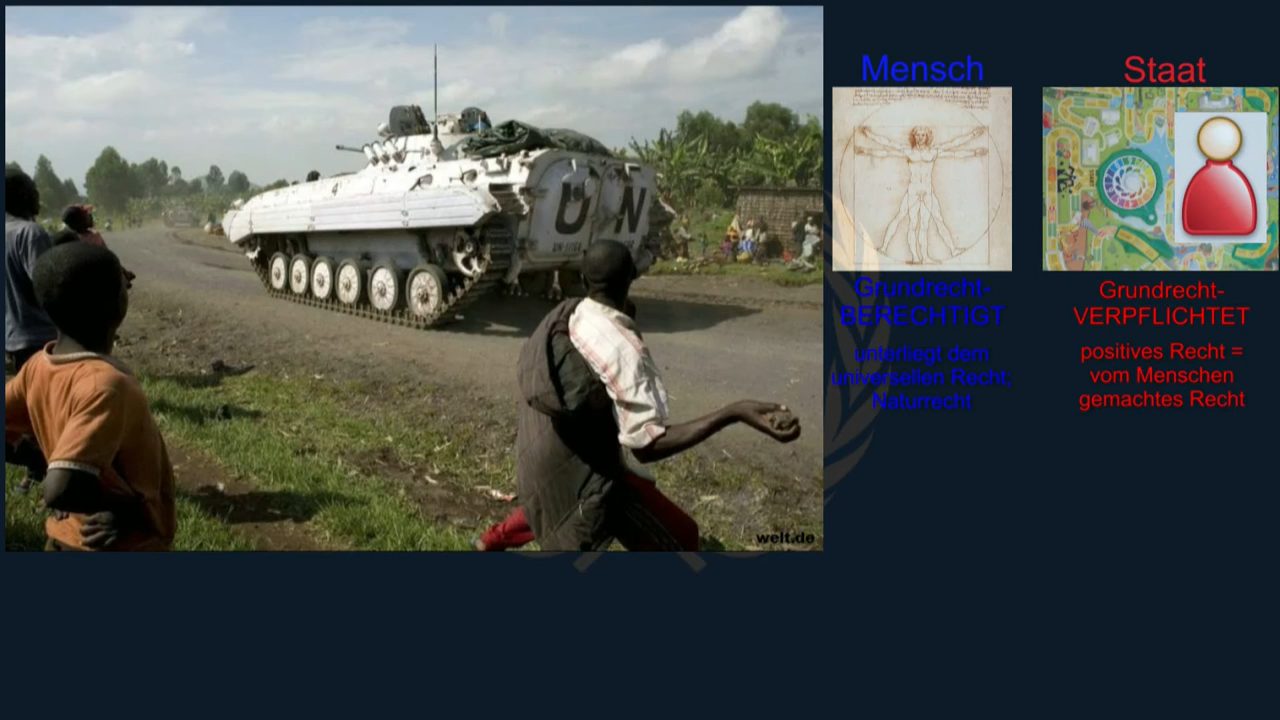 UN
welt.de
Mensch
Grundrecht-
BERECHTIGT
unterliegt dem
universellen Recht;
Naturrecht
Staat
Grundrecht-
VERPFLICHTET
positives Recht =
vom Menschen
gemachtes Recht